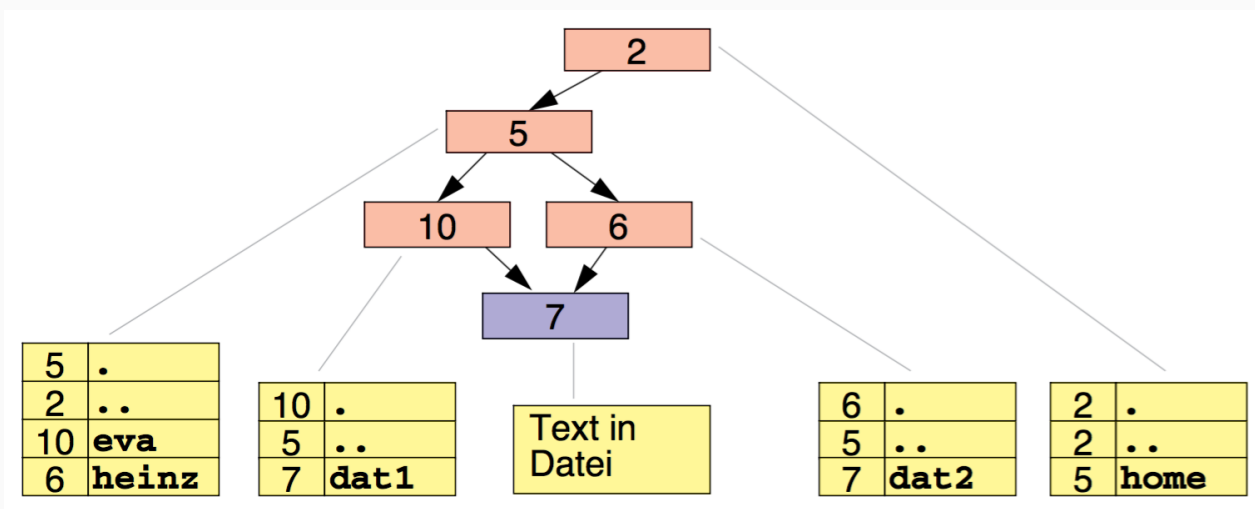 2
5
10 6
7
5 .
2 ..
10 eva
6 heinz
10 .
5 ..
7 dat1
Text in
Datei
6 .
5 ..
7 dat2
2 .
2 ..
5 home